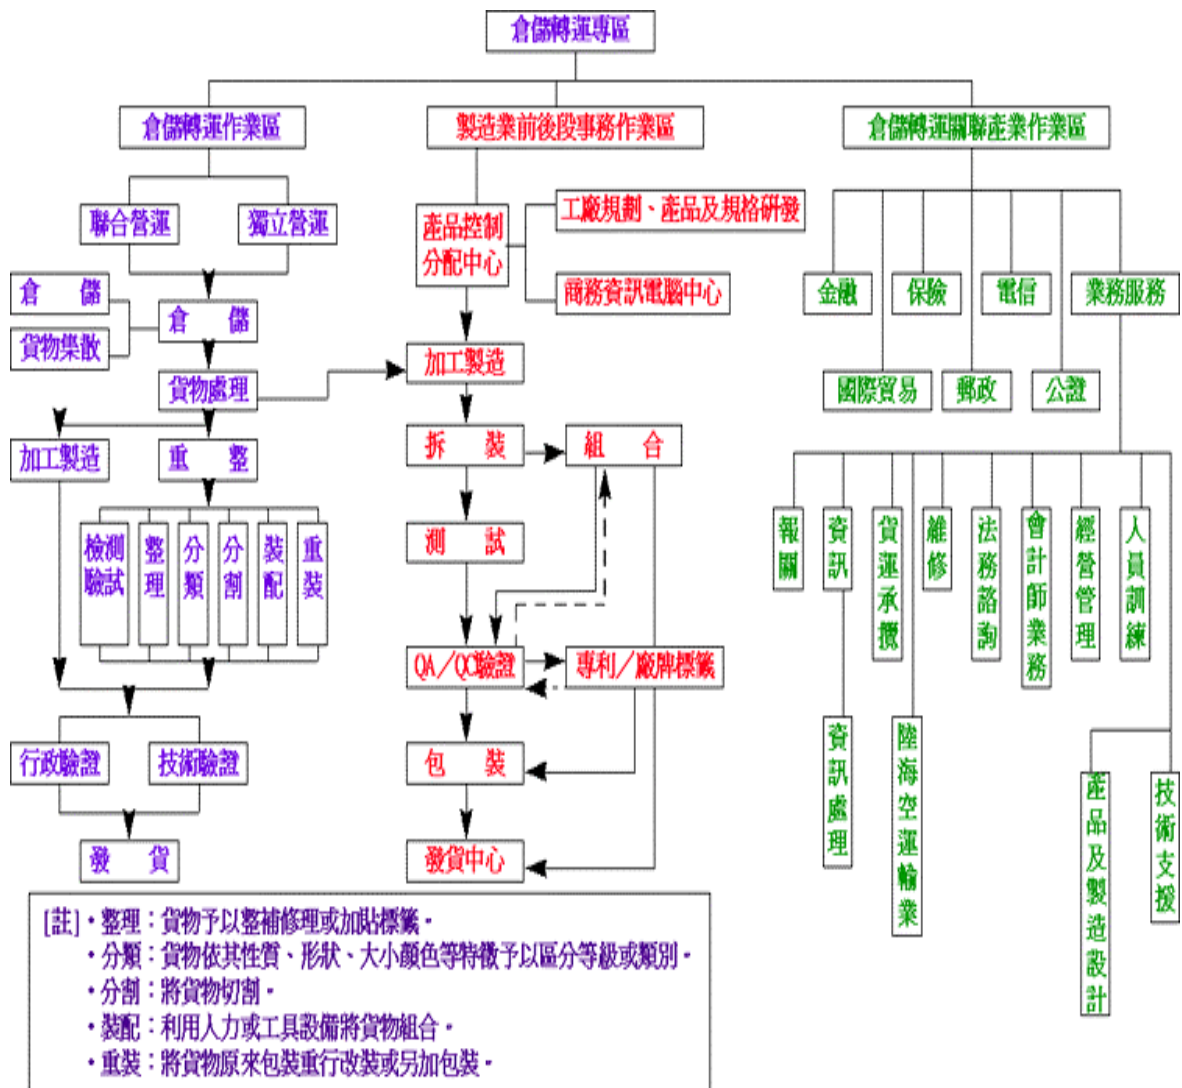 倉儲轉運專區
倉儲轉運作業區
製造業前後段事務作業區
倉儲轉運關聯產業作業區
聯合營運
獨立營運
倉　儲
貨物集散
倉　儲
貨物處理
加工製造
重　整
檢測驗試
整理
分類
分割
裝配
重裝
行政驗證
技術驗證
發　貨
產品控制
分配中心
工廠規劃、產品及規格研發
商務資訊電腦中心
加工製造
拆　裝
組　合
測　試
QA／QC驗證
專利／廠牌標籤
包　裝
發貨中心
金融
保險
電信
業務服務
國際貿易
郵政
公證
報關
資訊
貨運承攬
維修
法務諮詢
會計師業務
經營管理
人員訓練
資訊處理
陸海空運輸業
產品及製造設計
技術支援
[註]・整理：貨物予以整補修理或加貼標籤。
・分類：貨物依其性質、形狀、大小顏色等特徵予以區分等級或類別。
・分割：將貨物切割。
・裝配：利用人力或工具設備將貨物組合。
・重裝：將貨物原來包裝重行改裝或另加包裝。